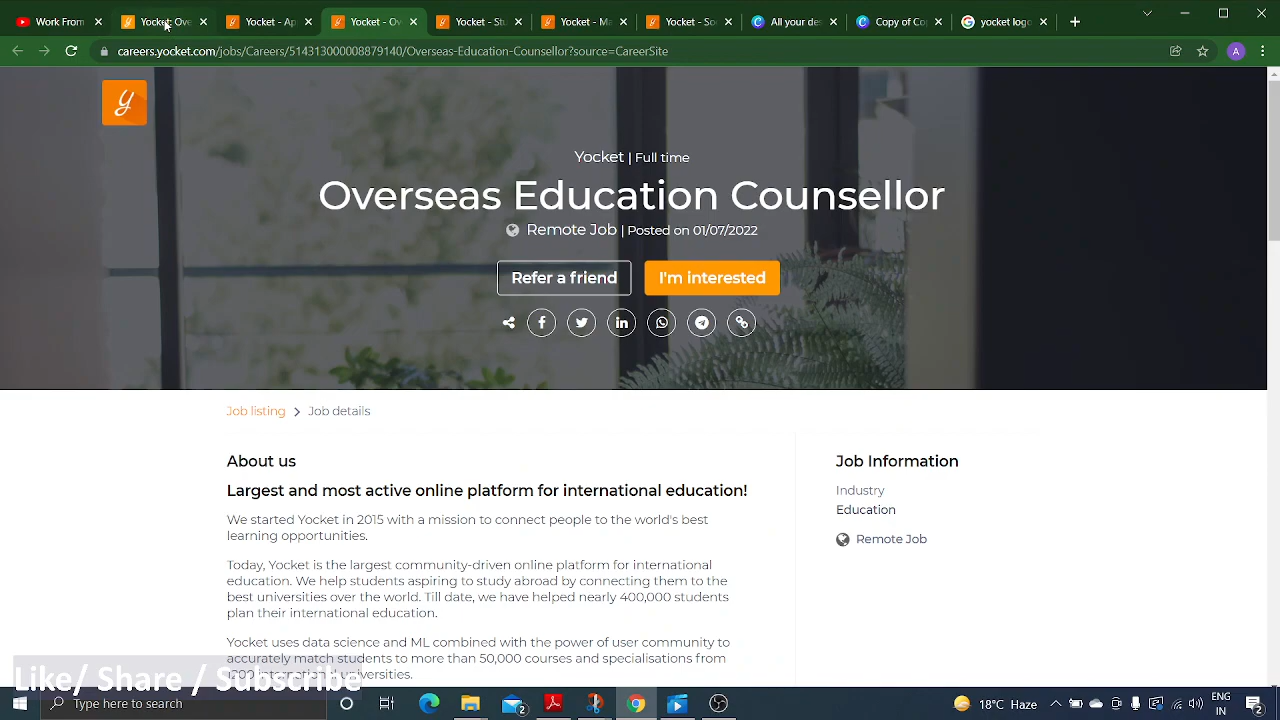 Work From
Yocket - Ove
Yocket - Ap
Yocket - Ov
Yocket - Stu
Yocket - Ma
Yocket - So
All your des
Copy of Co
yocket logo
careers.yocket.com/jobs/Careers/514313000008879140/Overseas-Education-Counsellor?source=CareerSite
A
y
Yocket | Full time
Overseas Education Counsellor
Remote Job | Posted on 01/07/2022
Refer a friend
I'm interested
Job listing > Job details
About us
Largest and most active online platform for international education!
We started Yocket in 2015 with a mission to connect people to the world's best
learning opportunities.
Today, Yocket is the largest community-driven online platform for international
education. We help students aspiring to study abroad by connecting them to the
best universities over the world. Till date, we have helped nearly 400,000 students
plan their international education.
Yocket uses data science and ML combined with the power of user community to
accurately match students to more than 50,000 courses and specialisations from
Job Information
Industry
Education
Remote Job
Like/ Share / Subscribe
Type here to search
18°C Haze
ENG
IN
2